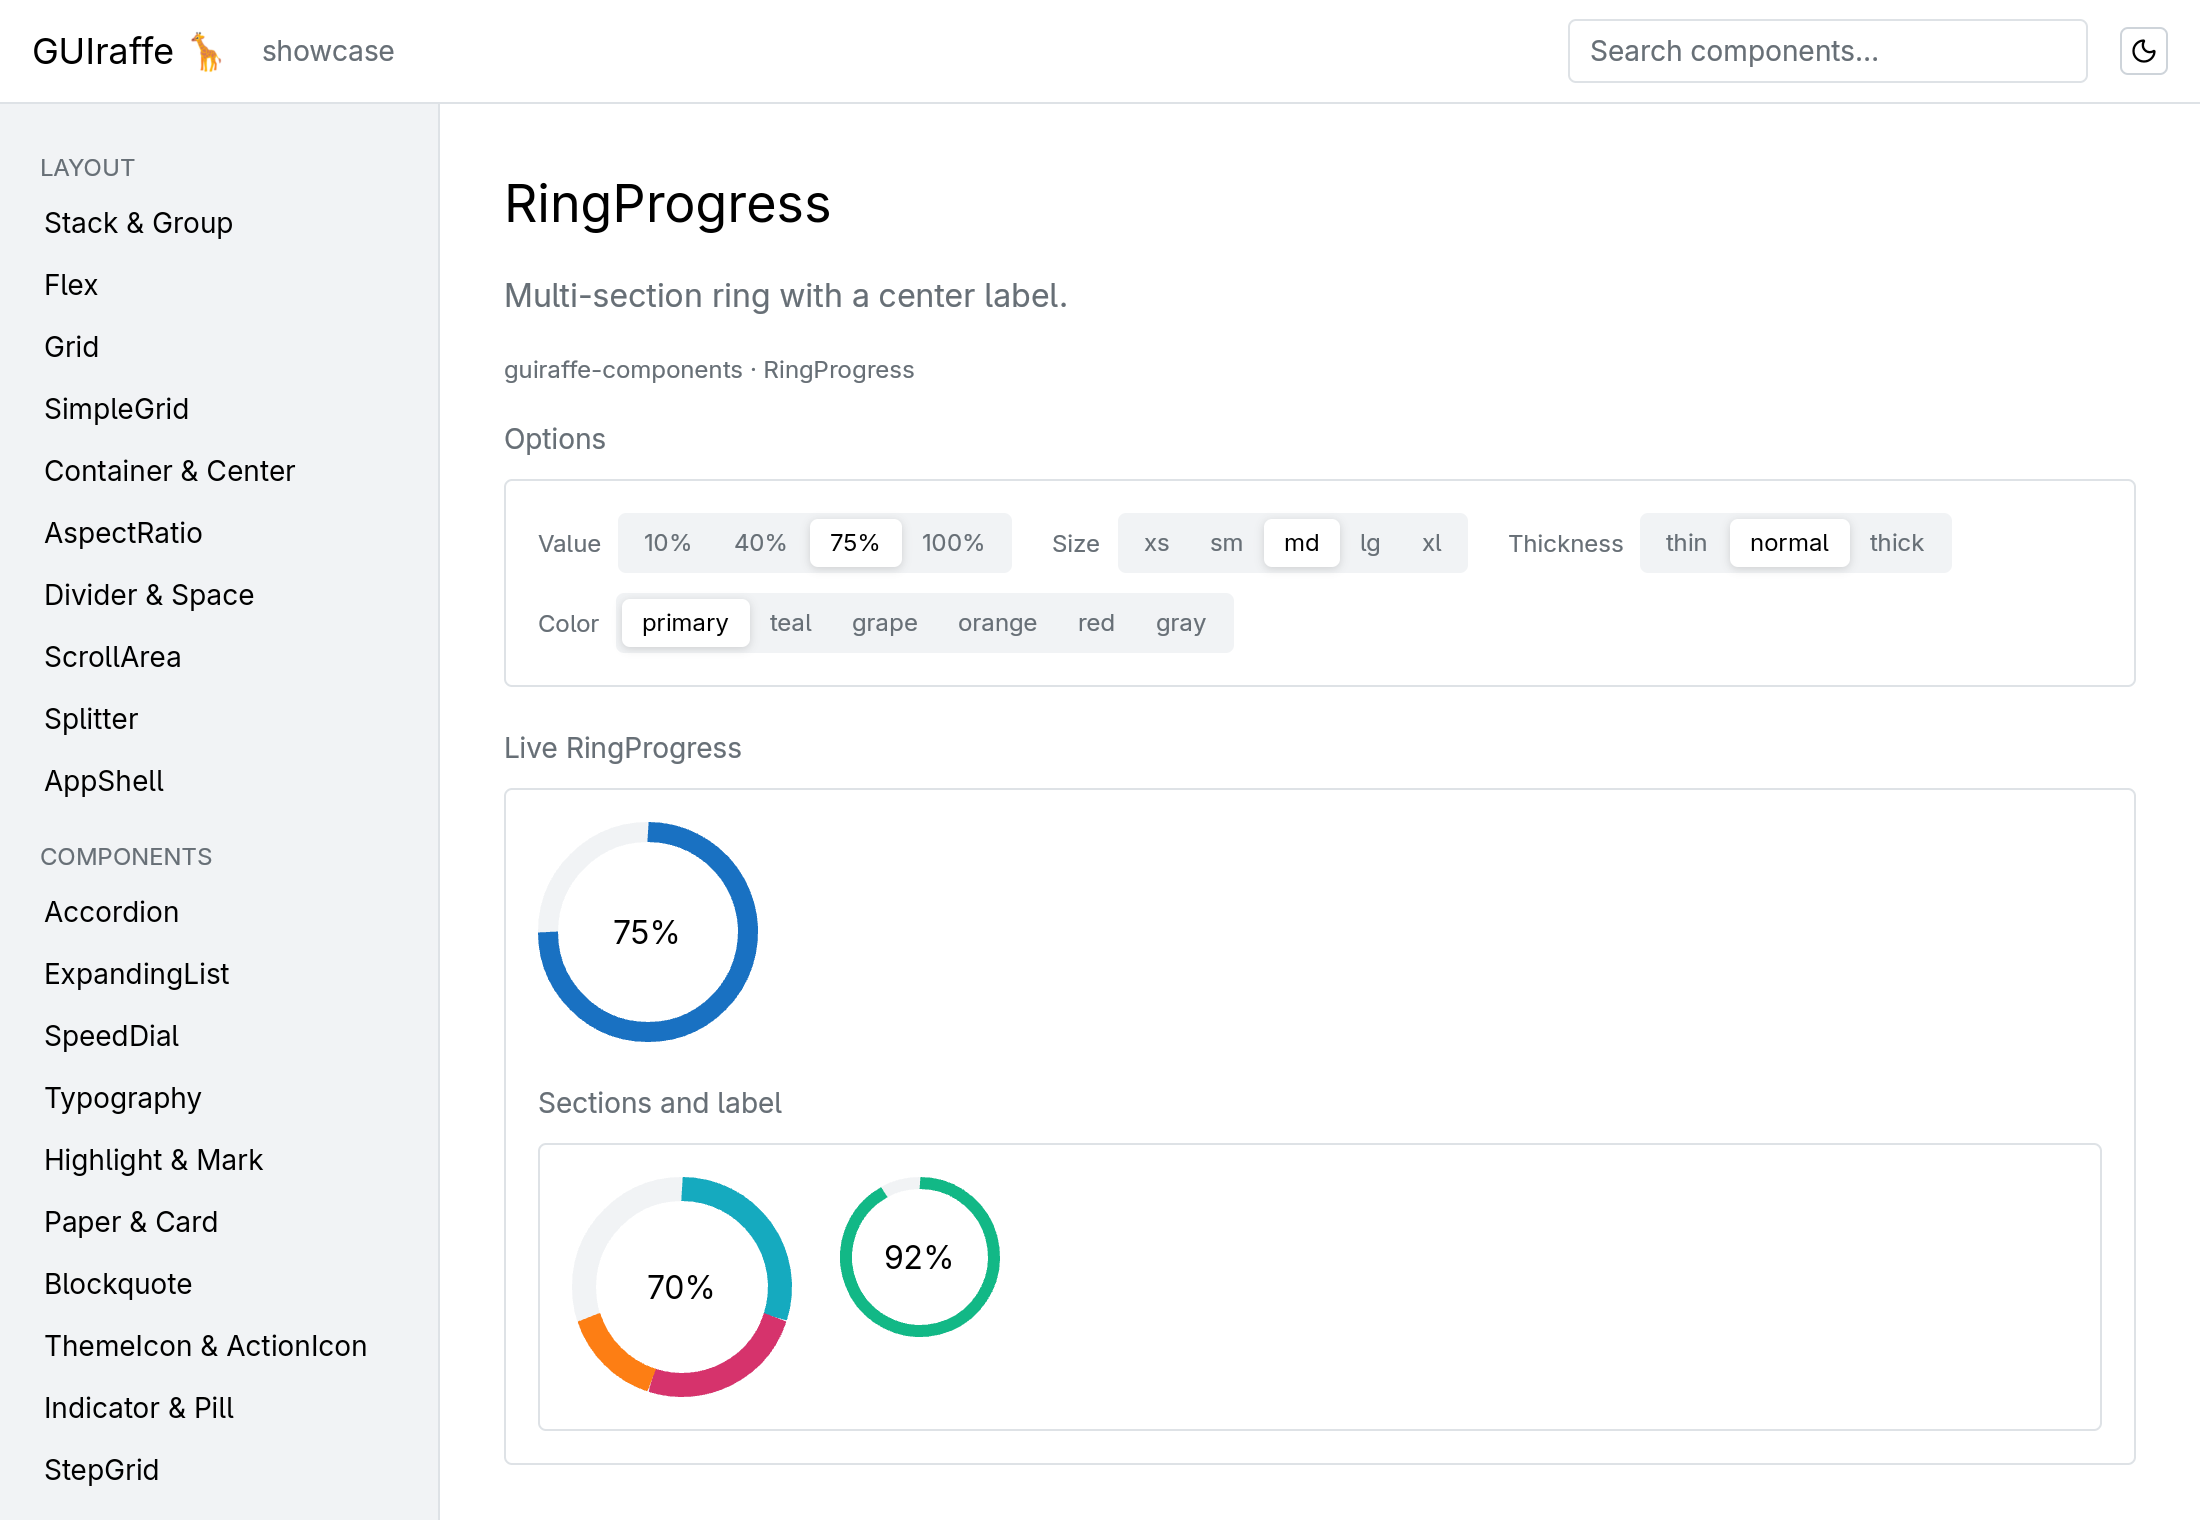 GUIraffe 🦒 showcase Search components...
LAYOUT
Stack & Group
Flex
Grid
SimpleGrid
Container & Center
AspectRatio
Divider & Space
ScrollArea
Splitter
AppShell
COMPONENTS
Accordion
ExpandingList
SpeedDial
Typography
Highlight & Mark
Paper & Card
Blockquote
ThemeIcon & ActionIcon
Indicator & Pill
StepGrid
RingProgress
Multi-section ring with a center label.
guiraffe-components · RingProgress
Options
Value 10% 40% 75% 100% Size xs sm md lg xl Thickness thin normal thick
Color primary teal grape orange red gray
Live RingProgress
75%
Sections and label
70% 92%